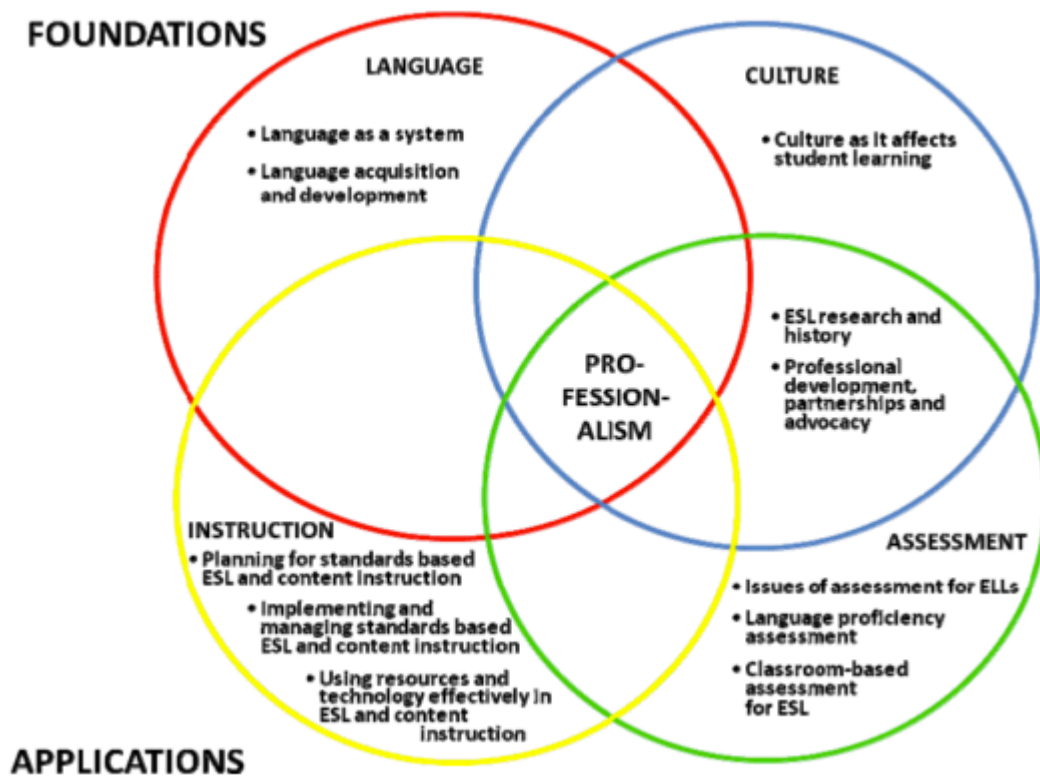 FOUNDATIONS
LANGUAGE
• Language as a system
• Language acquisition
and development
CULTURE
• Culture as it affects
student learning
PRO-
FESSION-
ALISM
• ESL research and
history
• Professional
development,
partnerships and
advocacy
INSTRUCTION
• Planning for standards based
ESL and content instruction
• Implementing and
managing standards based
ESL and content instruction
• Using resources and
technology effectively in
ESL and content
instruction
ASSESSMENT
• Issues of assessment for ELLs
• Language proficiency
assessment
• Classroom-based
assessment
for ESL
APPLICATIONS